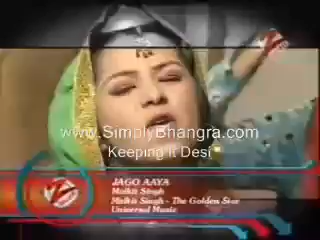 www.SimplyBhangra.com
Keeping it Desi
JAGO AAYA
Malkit Singh
Malkit Singh - The Golden Star
Universal Music